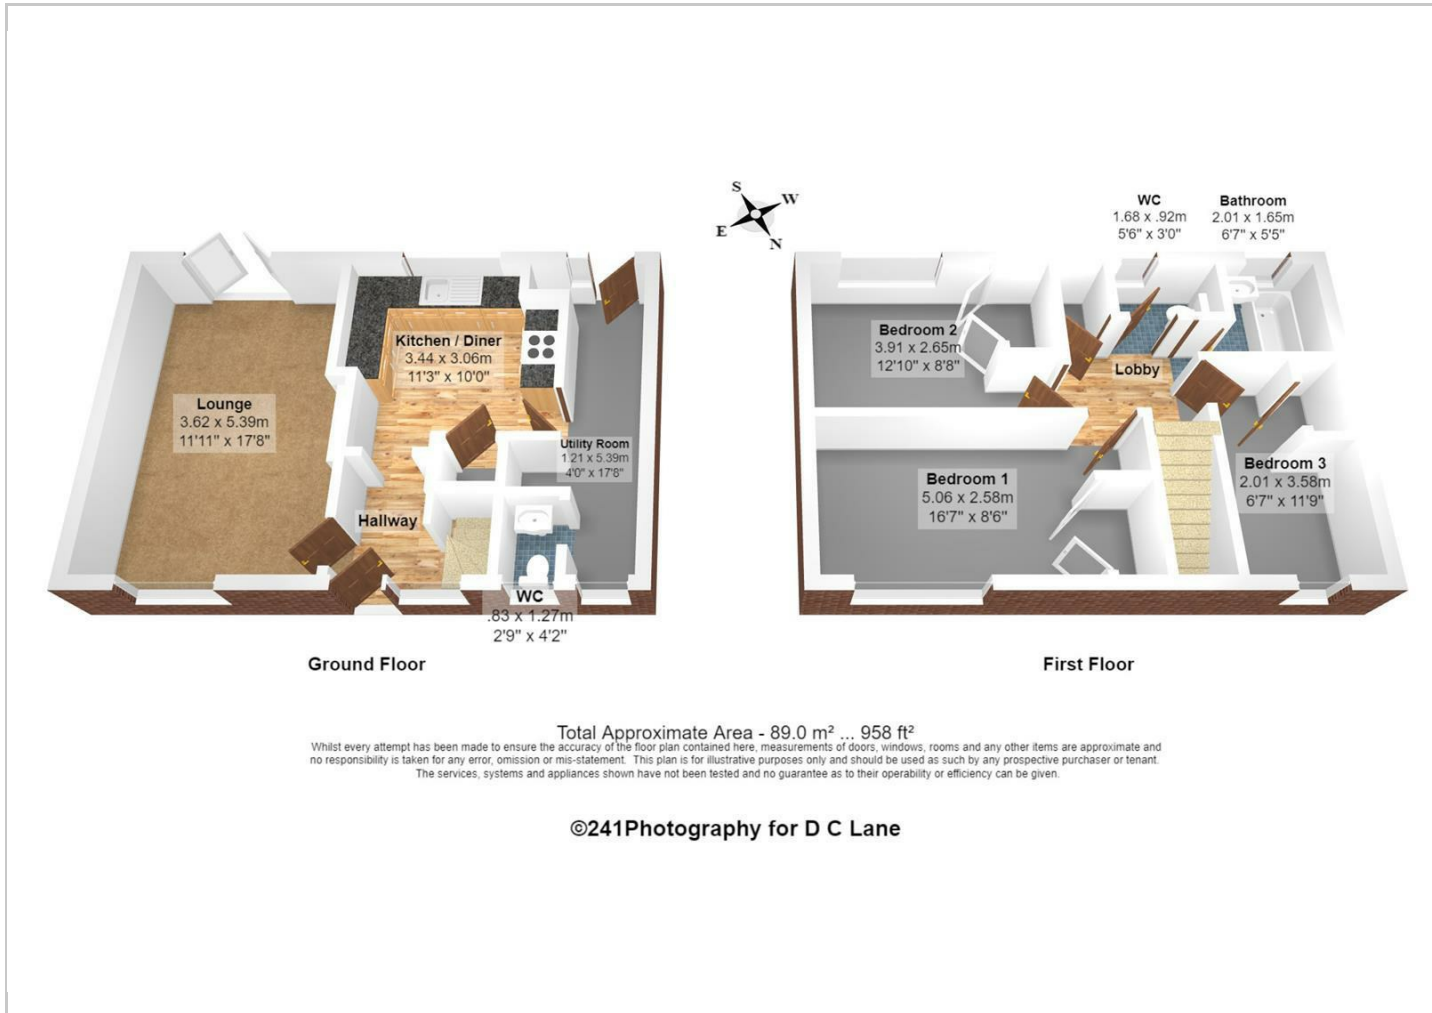 S
W
E
N
WC
1.68 x .92m
5'6" x 3'0"
Bathroom
2.01 x 1.65m
6'7" x 5'5"
Kitchen / Diner
3.44 x 3.06m
11'3" x 10'0"
Lounge
3.62 x 5.39m
11'11" x 17'8"
Utility Room
1.21 x 5.39m
4'0" x 17'8"
Hallway
WC
.83 x 1.27m
2'9" x 4'2"
Bedroom 2
3.91 x 2.65m
12'10" x 8'8"
Lobby
Bedroom 1
5.06 x 2.58m
16'7" x 8'6"
Bedroom 3
2.01 x 3.58m
6'7" x 11'9"
Ground Floor
First Floor
Total Approximate Area - 89.0 m² ... 958 ft²
Whilst every attempt has been made to ensure the accuracy of the floor plan contained here, measurements of doors, windows, rooms and any other items are approximate and
no responsibility is taken for any error, omission or mis-statement. This plan is for illustrative purposes only and should be used as such by any prospective purchaser or tenant.
The services, systems and appliances shown have not been tested and no guarantee as to their operability or efficiency can be given.
©241Photography for D C Lane